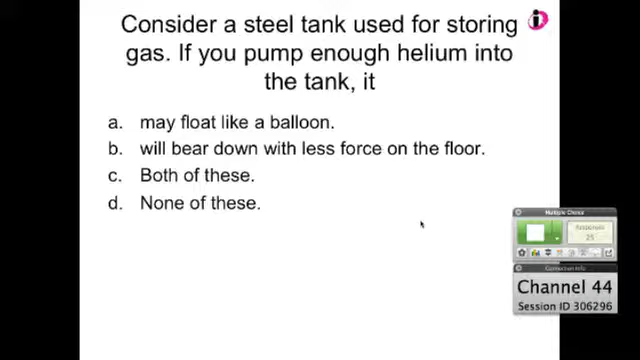 Consider a steel tank used for storing
gas. If you pump enough helium into
the tank, it
a. may float like a balloon.
b. will bear down with less force on the floor.
c. Both of these.
d. None of these.
Multiple Choice
Responses
25
Connection Info
Channel 44
Session ID 306296